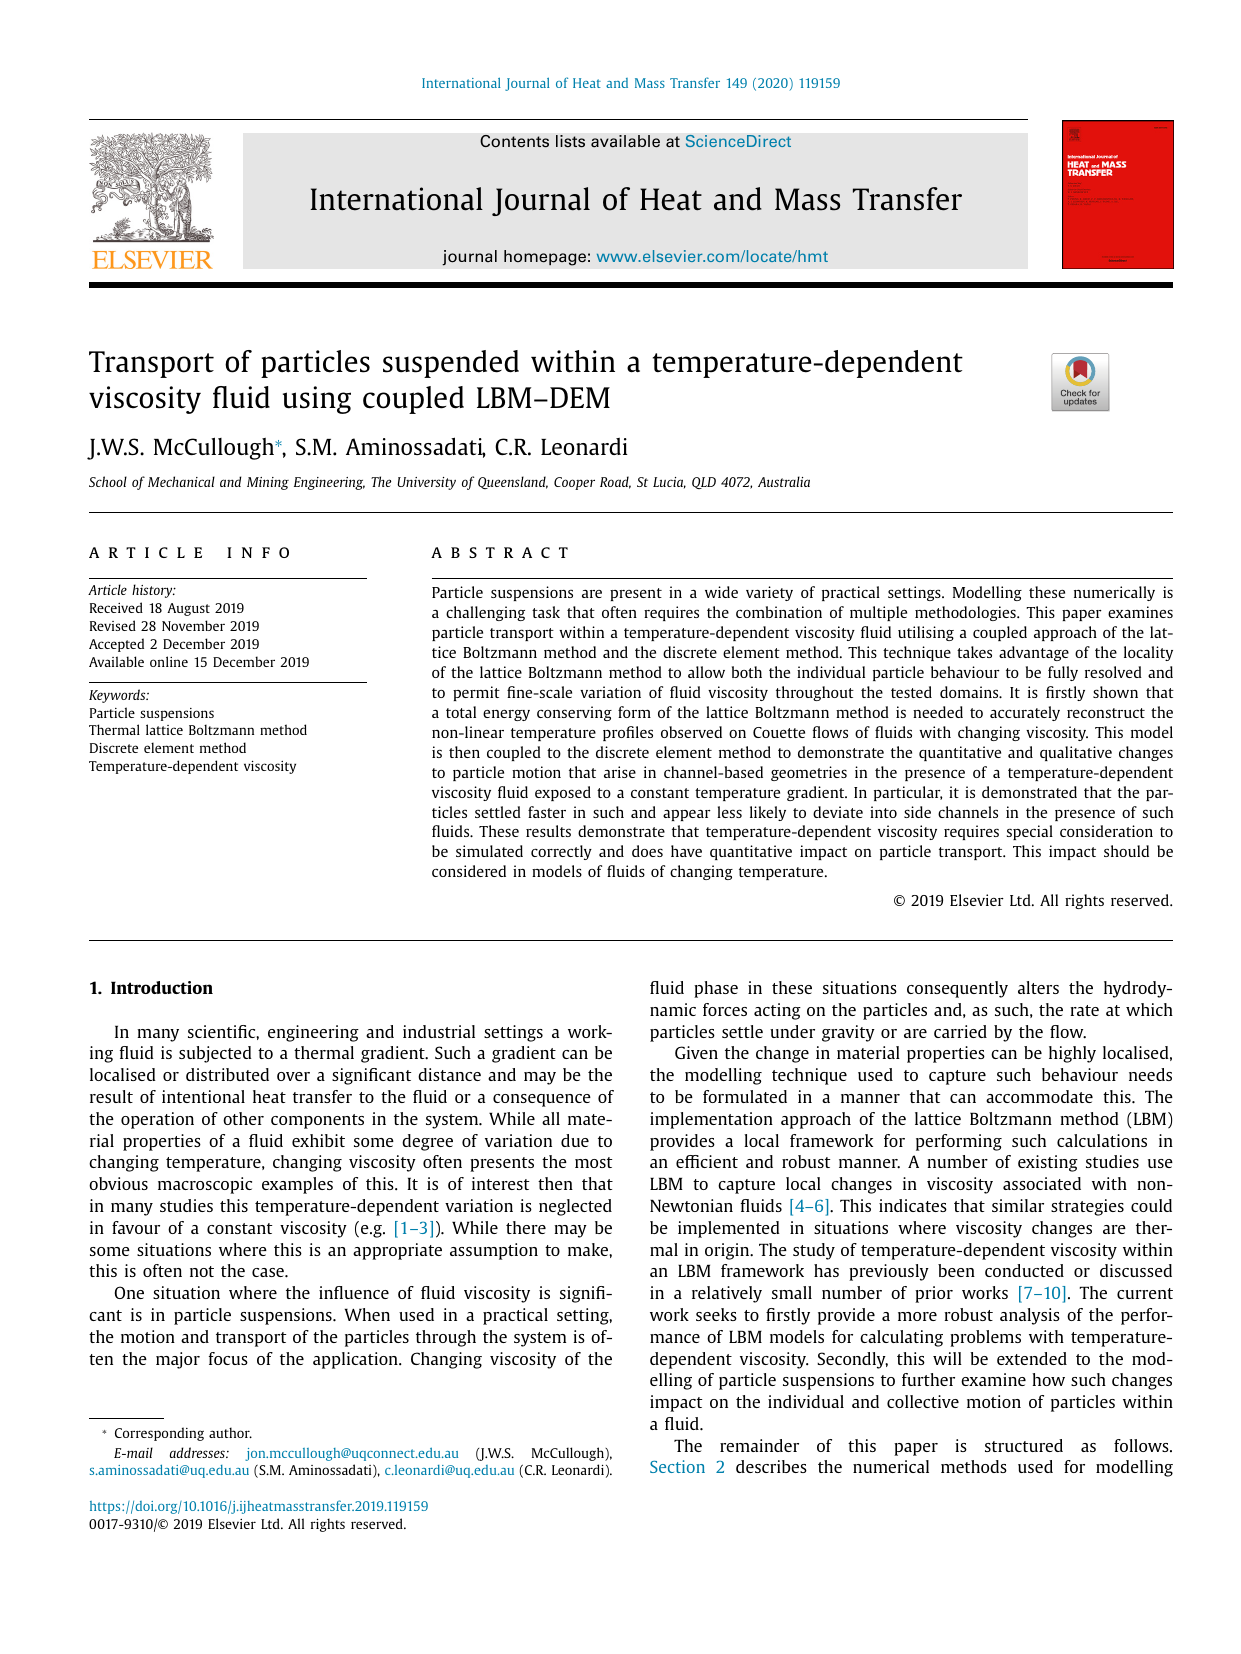 International Journal of Heat and Mass Transfer 149 (2020) 119159
Contents lists available at ScienceDirect
International Journal of Heat and Mass Transfer
journal homepage: www.elsevier.com/locate/hmt
ELSEVIER
International Journal of
HEAT and MASS
TRANSFER
Transport of particles suspended within a temperature-dependent
viscosity fluid using coupled LBM–DEM
Check for
updates
J.W.S. McCullough*, S.M. Aminossadati, C.R. Leonardi
School of Mechanical and Mining Engineering, The University of Queensland, Cooper Road, St Lucia, QLD 4072, Australia
ARTICLE INFO
Article history:
Received 18 August 2019
Revised 28 November 2019
Accepted 2 December 2019
Available online 15 December 2019
Keywords:
Particle suspensions
Thermal lattice Boltzmann method
Discrete element method
Temperature-dependent viscosity
ABSTRACT
Particle suspensions are present in a wide variety of practical settings. Modelling these numerically is
a challenging task that often requires the combination of multiple methodologies. This paper examines
particle transport within a temperature-dependent viscosity fluid utilising a coupled approach of the lat-
tice Boltzmann method and the discrete element method. This technique takes advantage of the locality
of the lattice Boltzmann method to allow both the individual particle behaviour to be fully resolved and
to permit fine-scale variation of fluid viscosity throughout the tested domains. It is firstly shown that
a total energy conserving form of the lattice Boltzmann method is needed to accurately reconstruct the
non-linear temperature profiles observed on Couette flows of fluids with changing viscosity. This model
is then coupled to the discrete element method to demonstrate the quantitative and qualitative changes
to particle motion that arise in channel-based geometries in the presence of a temperature-dependent
viscosity fluid exposed to a constant temperature gradient. In particular, it is demonstrated that the par-
ticles settled faster in such and appear less likely to deviate into side channels in the presence of such
fluids. These results demonstrate that temperature-dependent viscosity requires special consideration to
be simulated correctly and does have quantitative impact on particle transport. This impact should be
considered in models of fluids of changing temperature.
© 2019 Elsevier Ltd. All rights reserved.
1. Introduction
In many scientific, engineering and industrial settings a work-
ing fluid is subjected to a thermal gradient. Such a gradient can be
localised or distributed over a significant distance and may be the
result of intentional heat transfer to the fluid or a consequence of
the operation of other components in the system. While all mate-
rial properties of a fluid exhibit some degree of variation due to
changing temperature, changing viscosity often presents the most
obvious macroscopic examples of this. It is of interest then that
in many studies this temperature-dependent variation is neglected
in favour of a constant viscosity (e.g. [1–3]). While there may be
some situations where this is an appropriate assumption to make,
this is often not the case.
One situation where the influence of fluid viscosity is signifi-
cant is in particle suspensions. When used in a practical setting,
the motion and transport of the particles through the system is of-
ten the major focus of the application. Changing viscosity of the
* Corresponding author.
E-mail addresses: jon.mccullough@uqconnect.edu.au (J.W.S. McCullough),
s.aminossadati@uq.edu.au (S.M. Aminossadati), c.leonardi@uq.edu.au (C.R. Leonardi).
fluid phase in these situations consequently alters the hydrody-
namic forces acting on the particles and, as such, the rate at which
particles settle under gravity or are carried by the flow.
Given the change in material properties can be highly localised,
the modelling technique used to capture such behaviour needs
to be formulated in a manner that can accommodate this. The
implementation approach of the lattice Boltzmann method (LBM)
provides a local framework for performing such calculations in
an efficient and robust manner. A number of existing studies use
LBM to capture local changes in viscosity associated with non-
Newtonian fluids [4–6]. This indicates that similar strategies could
be implemented in situations where viscosity changes are ther-
mal in origin. The study of temperature-dependent viscosity within
an LBM framework has previously been conducted or discussed
in a relatively small number of prior works [7–10]. The current
work seeks to firstly provide a more robust analysis of the perfor-
mance of LBM models for calculating problems with temperature-
dependent viscosity. Secondly, this will be extended to the mod-
elling of particle suspensions to further examine how such changes
impact on the individual and collective motion of particles within
a fluid.
The remainder of this paper is structured as follows.
Section 2 describes the numerical methods used for modelling
https://doi.org/10.1016/j.ijheatmasstransfer.2019.119159
0017-9310/© 2019 Elsevier Ltd. All rights reserved.